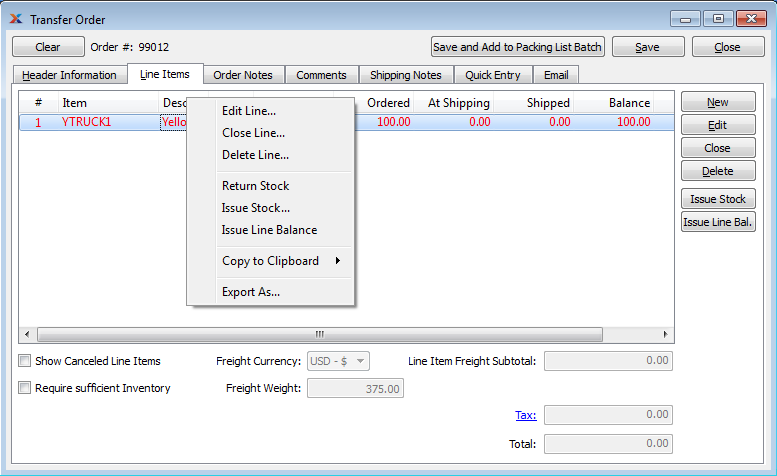 Transfer Order
Clear Order #: 99012 Save and Add to Packing List Batch Save Close
Header Information Line Items Order Notes Comments Shipping Notes Quick Entry Email
# Item Desc Ordered At Shipping Shipped Balance
1 YTRUCK1 Yello 100.00 0.00 0.00 100.00
Edit Line...
Close Line...
Delete Line...
Return Stock
Issue Stock...
Issue Line Balance
Copy to Clipboard
Export As...
New
Edit
Close
Delete
Issue Stock
Issue Line Bal.
Show Canceled Line Items Freight Currency: USD - $ Line Item Freight Subtotal: 0.00
Require sufficient Inventory Freight Weight: 375.00
Tax: 0.00
Total: 0.00